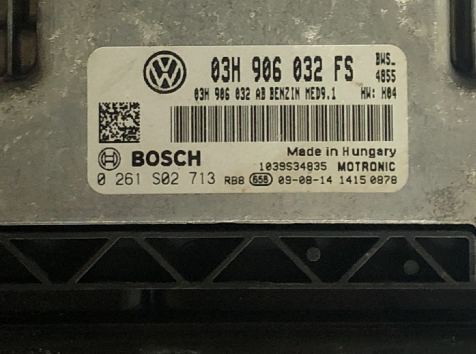 03H 906 032 FS BWS_
4855
03H 906 032 AB BENZIN MED9.1 HW: H04
Made in Hungary
BOSCH 1039S34835 MOTRONIC
0 261 S02 713 RBB 658 09-08-14 1415 0878